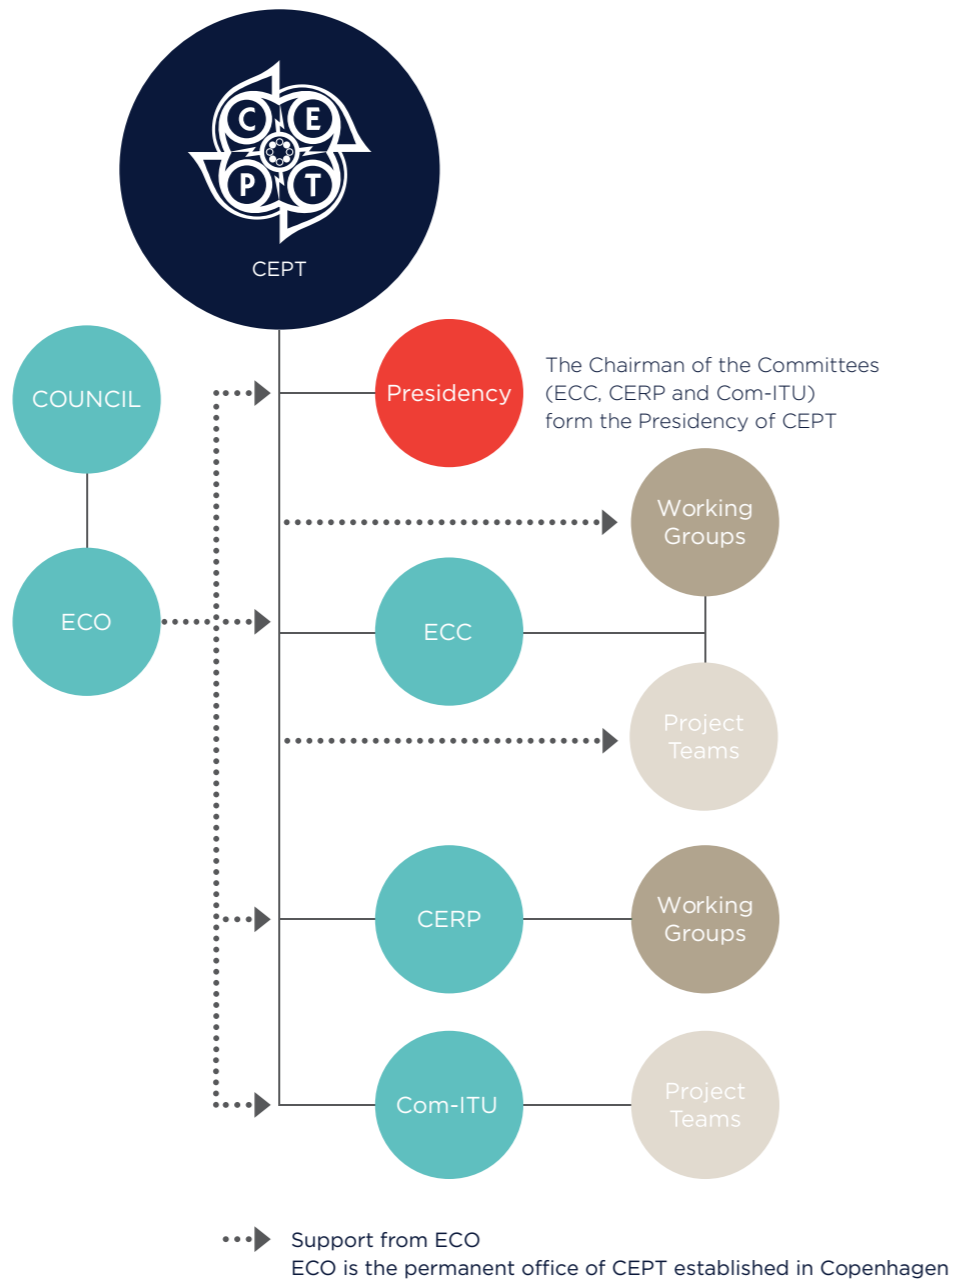 C E
P T
CEPT
COUNCIL
Presidency
The Chairman of the Committees
(ECC, CERP and Com-ITU)
form the Presidency of CEPT
Working
Groups
ECO
ECC
Project
Teams
CERP
Working
Groups
Com-ITU
Project
Teams
Support from ECO
ECO is the permanent office of CEPT established in Copenhagen